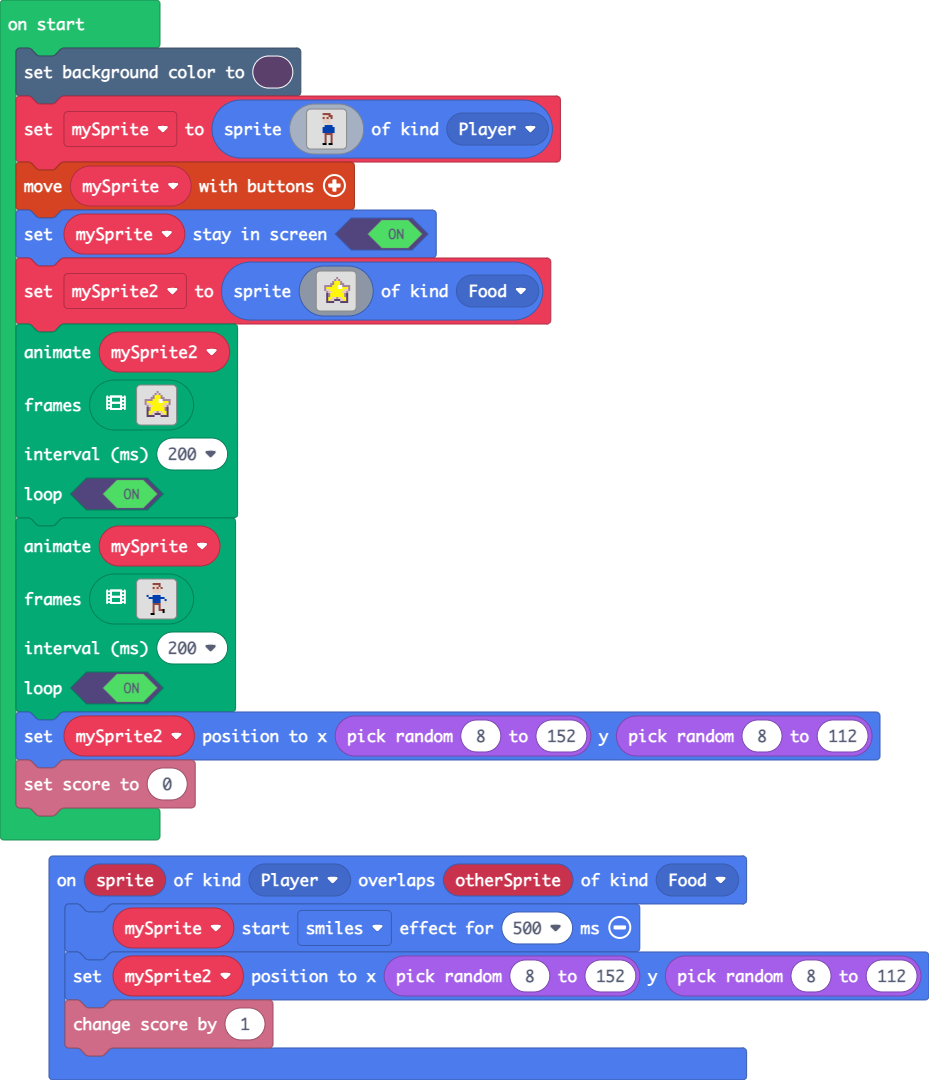 on start
set background color to
set mySprite to sprite of kind Player
move mySprite with buttons
set mySprite stay in screen ON
set mySprite2 to sprite of kind Food
animate mySprite2
frames
interval (ms) 200
loop ON
animate mySprite
frames
interval (ms) 200
loop ON
set mySprite2 position to x pick random 8 to 152 y pick random 8 to 112
set score to 0
on sprite of kind Player overlaps otherSprite of kind Food
mySprite start smiles effect for 500 ms
set mySprite2 position to x pick random 8 to 152 y pick random 8 to 112
change score by 1